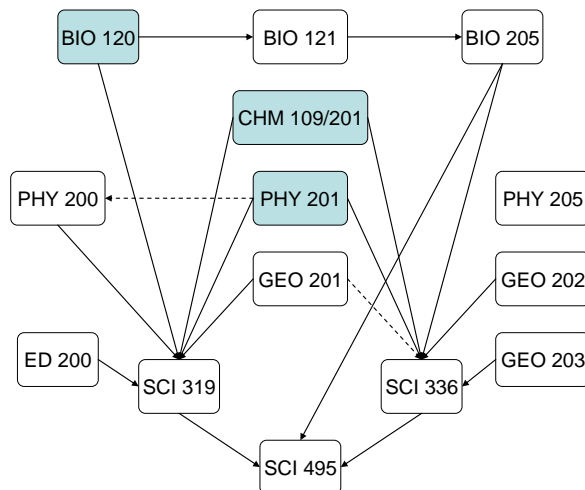 BIO 120
BIO 121
BIO 205
CHM 109/201
PHY 200
PHY 201
PHY 205
GEO 201
GEO 202
ED 200
SCI 319
SCI 336
GEO 203
SCI 495